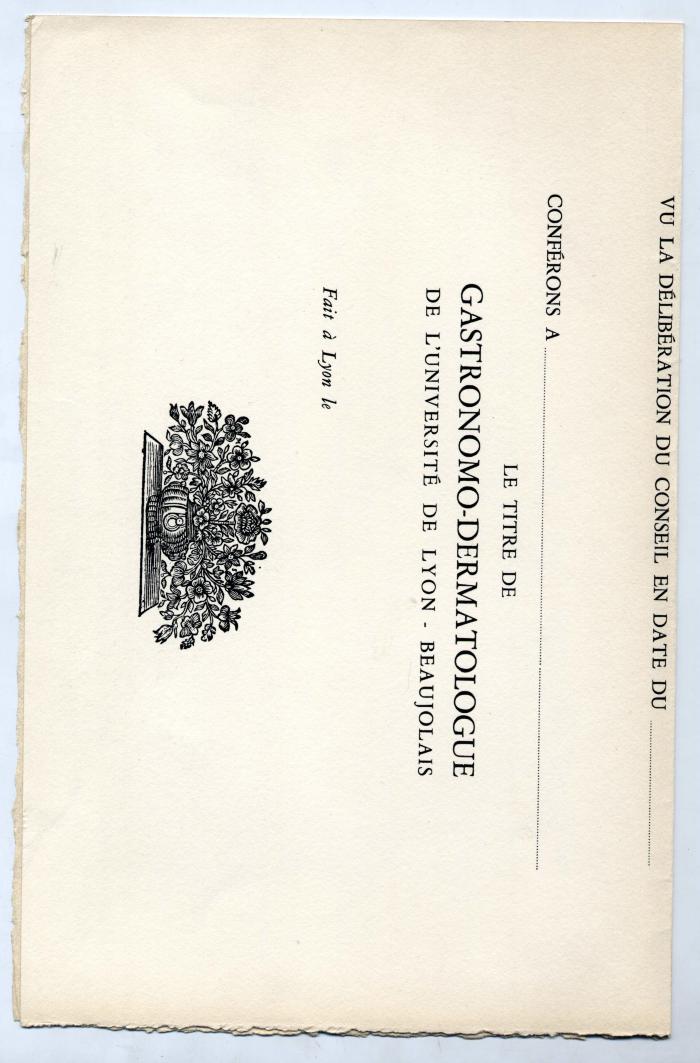 VU LA DÉLIBÉRATION DU CONSEIL EN DATE DU
CONFÉRONS A
LE TITRE DE
GASTRONOMO-DERMATOLOGUE
DE L'UNIVERSITÉ DE LYON - BEAUJOLAIS
Fait à Lyon le